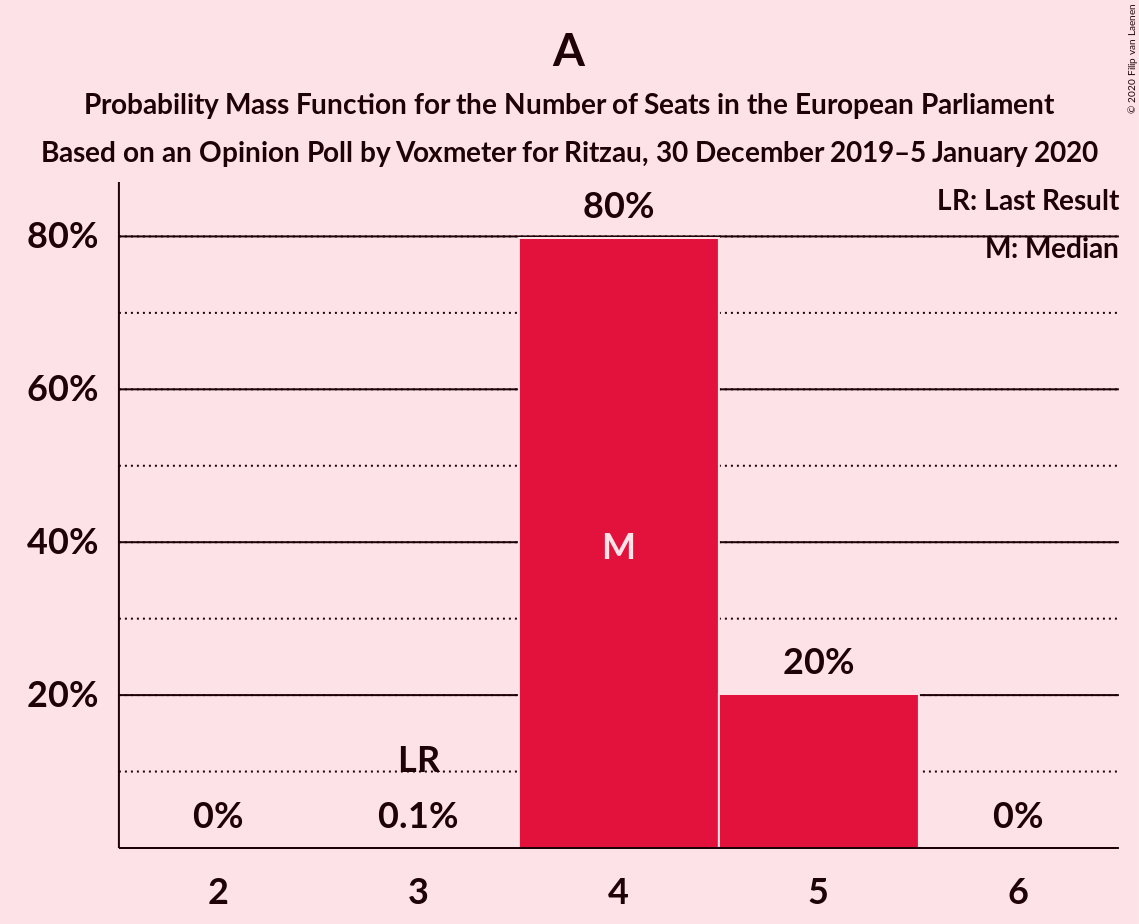 A
Probability Mass Function for the Number of Seats in the European Parliament
Based on an Opinion Poll by Voxmeter for Ritzau, 30 December 2019–5 January 2020
© 2020 Filip van Laenen
LR: Last Result
M: Median
80%
60%
40%
20%
0%
LR
0.1%
80%
M
20%
0%
2
3
4
5
6